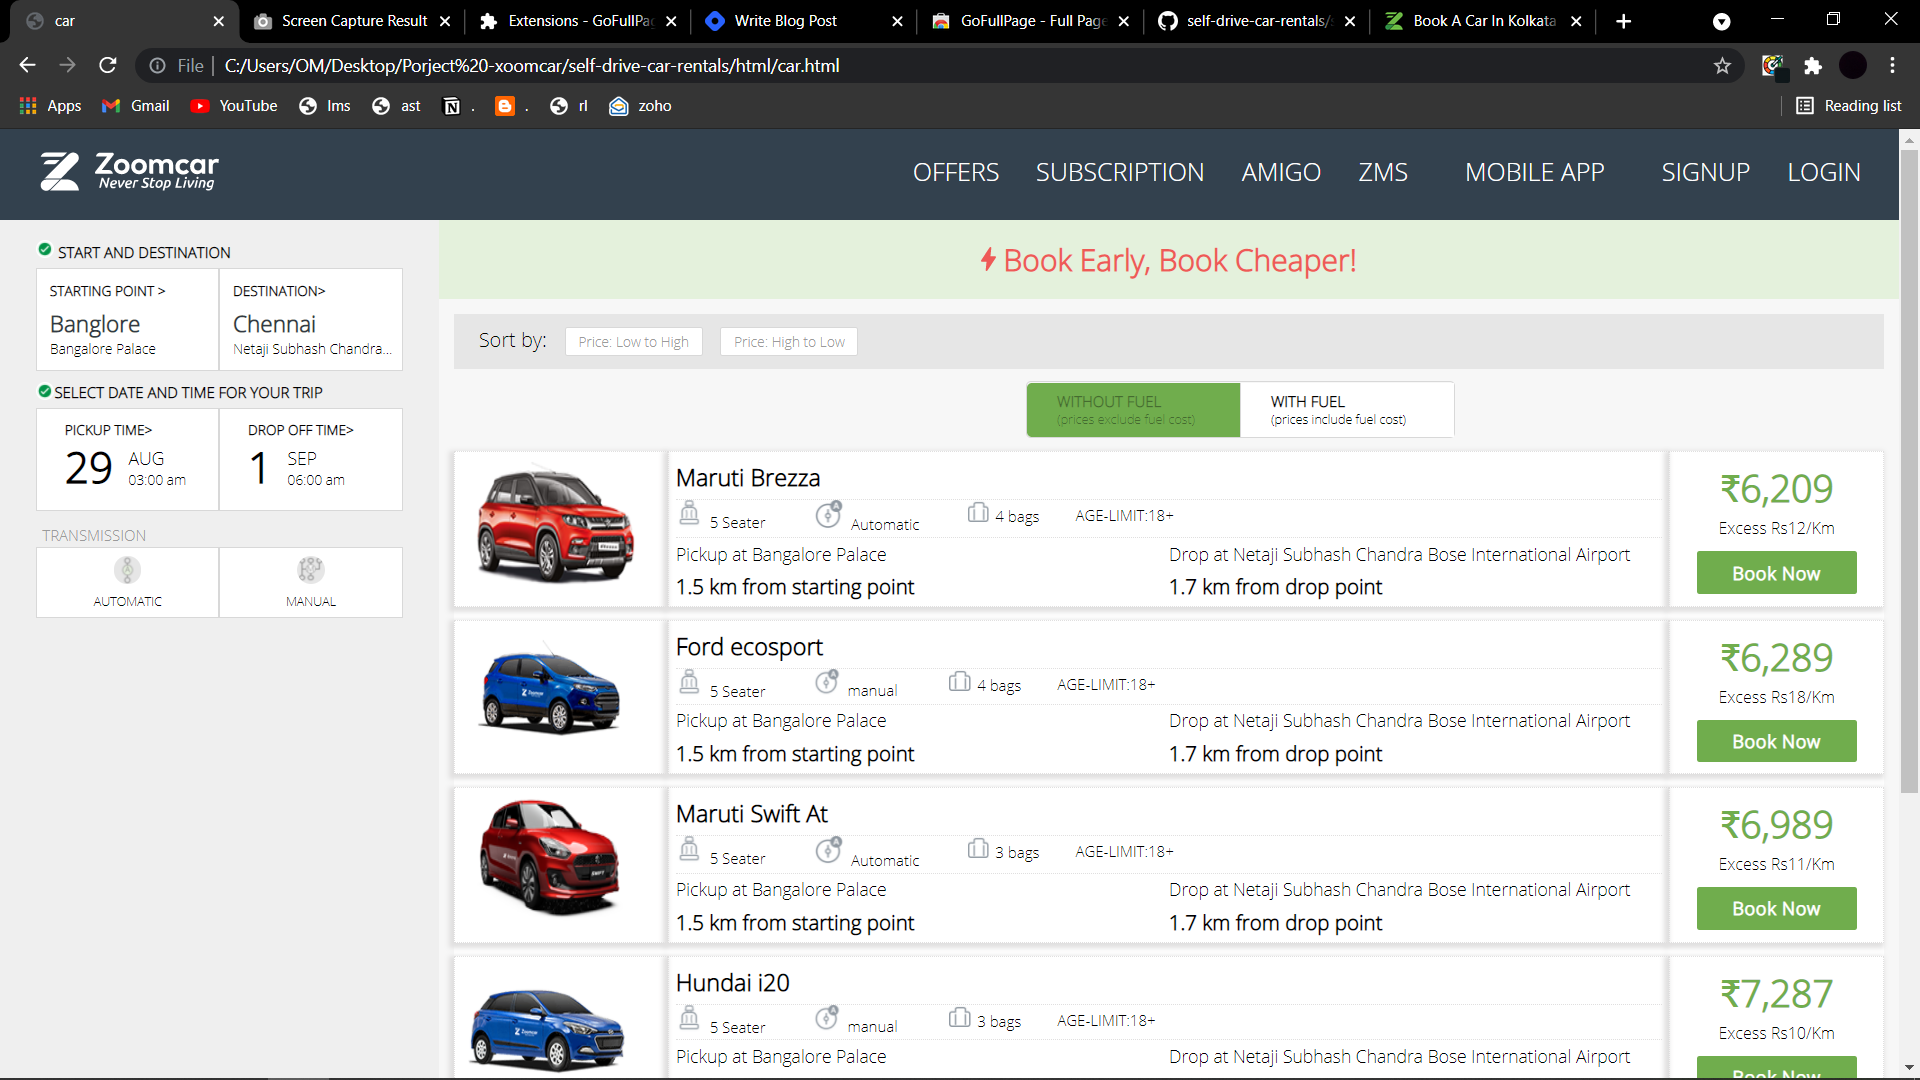 car
Screen Capture Result
Extensions - GoFullPag
Write Blog Post
GoFullPage - Full Page
self-drive-car-rentals/
Book A Car In Kolkata
File
C:/Users/OM/Desktop/Porject%20-xoomcar/self-drive-car-rentals/html/car.html
Apps
Gmail
YouTube
lms
ast
.
.
rl
zoho
Reading list
Zoomcar
Never Stop Living
OFFERS
SUBSCRIPTION
AMIGO
ZMS
MOBILE APP
SIGNUP
LOGIN
START AND DESTINATION
STARTING POINT >
Banglore
Bangalore Palace
DESTINATION>
Chennai
Netaji Subhash Chandra...
SELECT DATE AND TIME FOR YOUR TRIP
PICKUP TIME>
29
AUG
03:00 am
DROP OFF TIME>
1
SEP
06:00 am
TRANSMISSION
AUTOMATIC
MANUAL
Book Early, Book Cheaper!
Sort by:
Price: Low to High
Price: High to Low
WITHOUT FUEL
(prices exclude fuel cost)
WITH FUEL
(prices include fuel cost)
Maruti Brezza
5 Seater
Automatic
4 bags
AGE-LIMIT:18+
Pickup at Bangalore Palace
Drop at Netaji Subhash Chandra Bose International Airport
1.5 km from starting point
1.7 km from drop point
₹6,209
Excess Rs12/Km
Book Now
Ford ecosport
5 Seater
manual
4 bags
AGE-LIMIT:18+
Pickup at Bangalore Palace
Drop at Netaji Subhash Chandra Bose International Airport
1.5 km from starting point
1.7 km from drop point
₹6,289
Excess Rs18/Km
Book Now
Maruti Swift At
5 Seater
Automatic
3 bags
AGE-LIMIT:18+
Pickup at Bangalore Palace
Drop at Netaji Subhash Chandra Bose International Airport
1.5 km from starting point
1.7 km from drop point
₹6,989
Excess Rs11/Km
Book Now
Hundai i20
5 Seater
manual
3 bags
AGE-LIMIT:18+
Pickup at Bangalore Palace
Drop at Netaji Subhash Chandra Bose International Airport
₹7,287
Excess Rs10/Km
Book Now